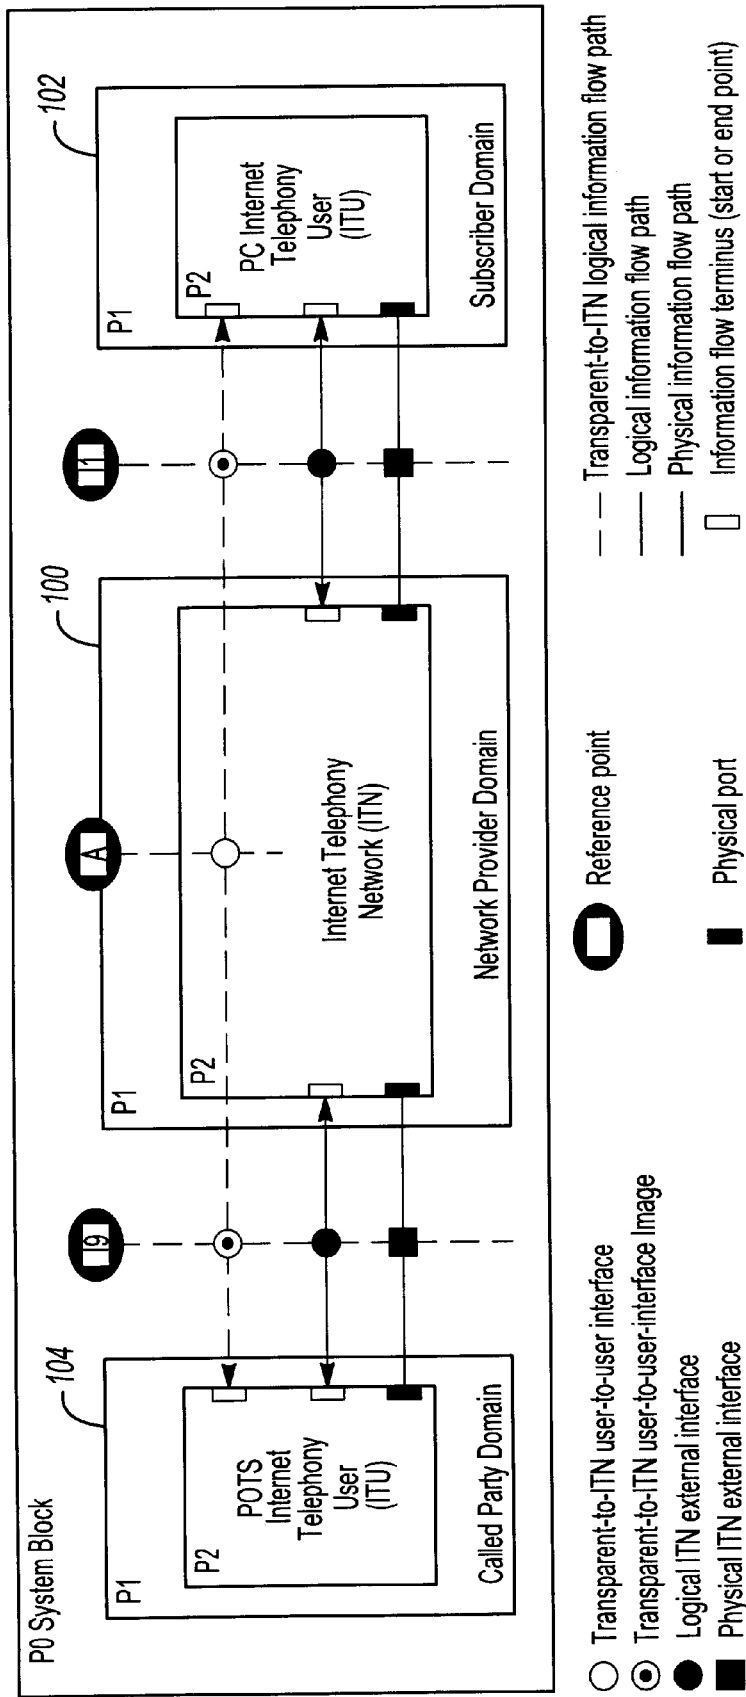 P0 System Block
104
P1
P2
POTS
Internet
Telephony
User
(ITU)
Called Party Domain
I9
A
100
P1
P2
Internet Telephony
Network (ITN)
Network Provider Domain
I1
102
P1
P2
PC Internet
Telephony
User
(ITU)
Subscriber Domain
Transparent-to-ITN user-to-user interface
Transparent-to-ITN user-to-user-interface Image
Logical ITN external interface
Physical ITN external interface
Reference point
Physical port
Transparent-to-ITN logical information flow path
Logical information flow path
Physical information flow path
Information flow terminus (start or end point)